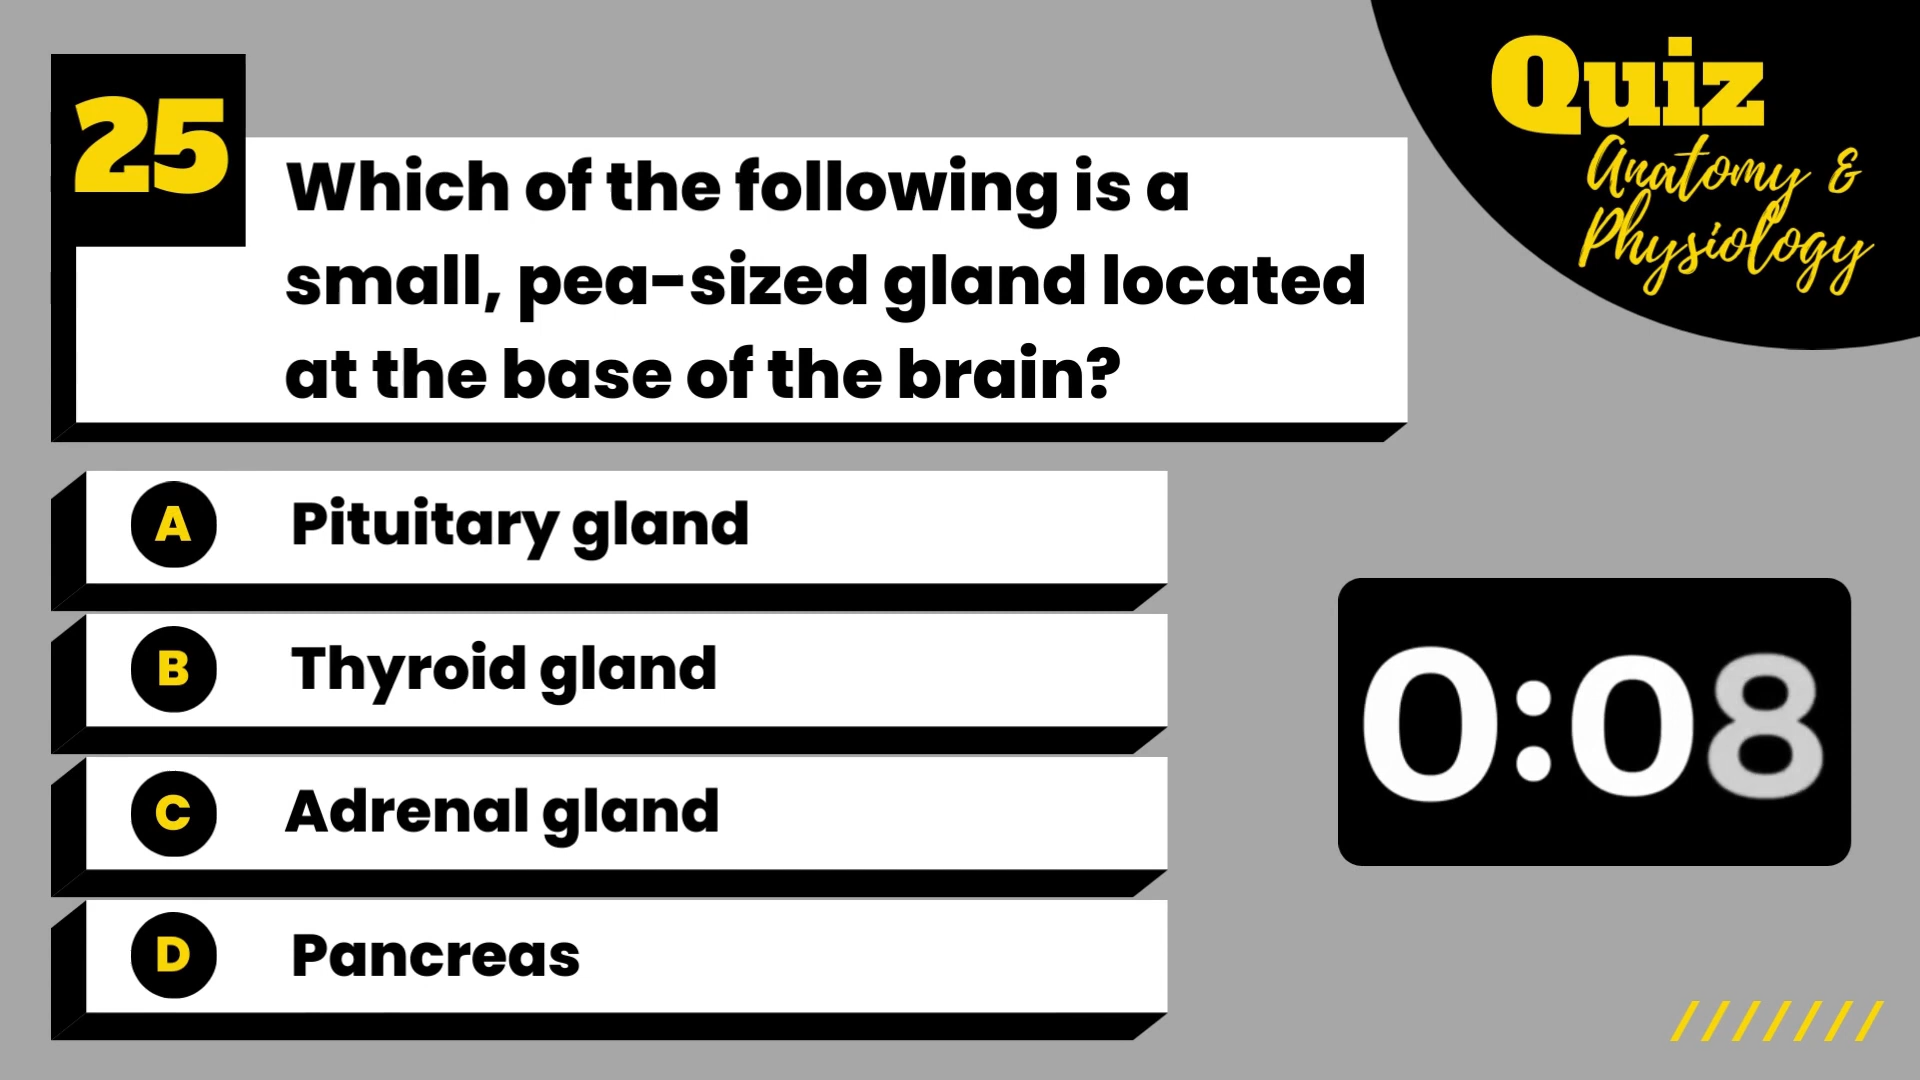 25
Quiz
Anatomy &
Physiology
Which of the following is a
small, pea-sized gland located
at the base of the brain?
A Pituitary gland
B Thyroid gland
C Adrenal gland
D Pancreas
0:08